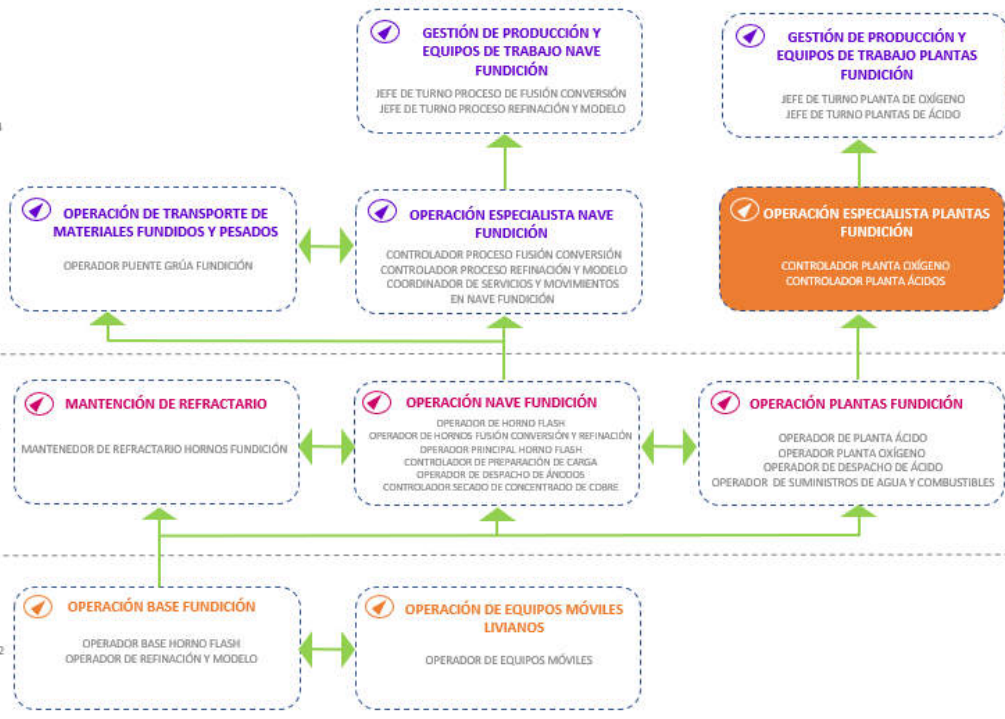 GESTIÓN DE PRODUCCIÓN Y
EQUIPOS DE TRABAJO NAVE
FUNDICIÓN
JEFE DE TURNO PROCESO DE FUSIÓN CONVERSIÓN
JEFE DE TURNO PROCESO REFINACIÓN Y MODELO
GESTIÓN DE PRODUCCIÓN Y
EQUIPOS DE TRABAJO PLANTAS
FUNDICIÓN
JEFE DE TURNO PLANTA DE OXÍGENO
JEFE DE TURNO PLANTAS DE ÁCIDO
4
OPERACIÓN DE TRANSPORTE DE
MATERIALES FUNDIDOS Y PESADOS
OPERADOR PUENTE GRÚA FUNDICIÓN
OPERACIÓN ESPECIALISTA NAVE
FUNDICIÓN
CONTROLADOR PROCESO FUSIÓN CONVERSIÓN
CONTROLADOR PROCESO REFINACIÓN Y MODELO
COORDINADOR DE SERVICIOS Y MOVIMIENTOS
EN NAVE FUNDICIÓN
OPERACIÓN ESPECIALISTA PLANTAS
FUNDICIÓN
CONTROLADOR PLANTA OXÍGENO
CONTROLADOR PLANTA ÁCIDOS
MANTENCIÓN DE REFRACTARIO
MANTENEDOR DE REFRACTARIO HORNOS FUNDICIÓN
OPERACIÓN NAVE FUNDICIÓN
OPERADOR DE HORNO FLASH
OPERADOR DE HORNOS FUSIÓN CONVERSIÓN Y REFINACIÓN
OPERADOR PRINCIPAL HORNO FLASH
CONTROLADOR DE PREPARACIÓN DE CARGA
OPERADOR DE DESPACHO DE ÁNODOS
CONTROLADOR SECADO DE CONCENTRADO DE COBRE
OPERACIÓN PLANTAS FUNDICIÓN
OPERADOR DE PLANTA ÁCIDO
OPERADOR PLANTA OXÍGENO
OPERADOR DE DESPACHO DE ÁCIDO
OPERADOR DE SUMINISTROS DE AGUA Y COMBUSTIBLES
OPERACIÓN BASE FUNDICIÓN
OPERADOR BASE HORNO FLASH
OPERADOR DE REFINACIÓN Y MODELO
OPERACIÓN DE EQUIPOS MÓVILES
LIVIANOS
OPERADOR DE EQUIPOS MÓVILES
2